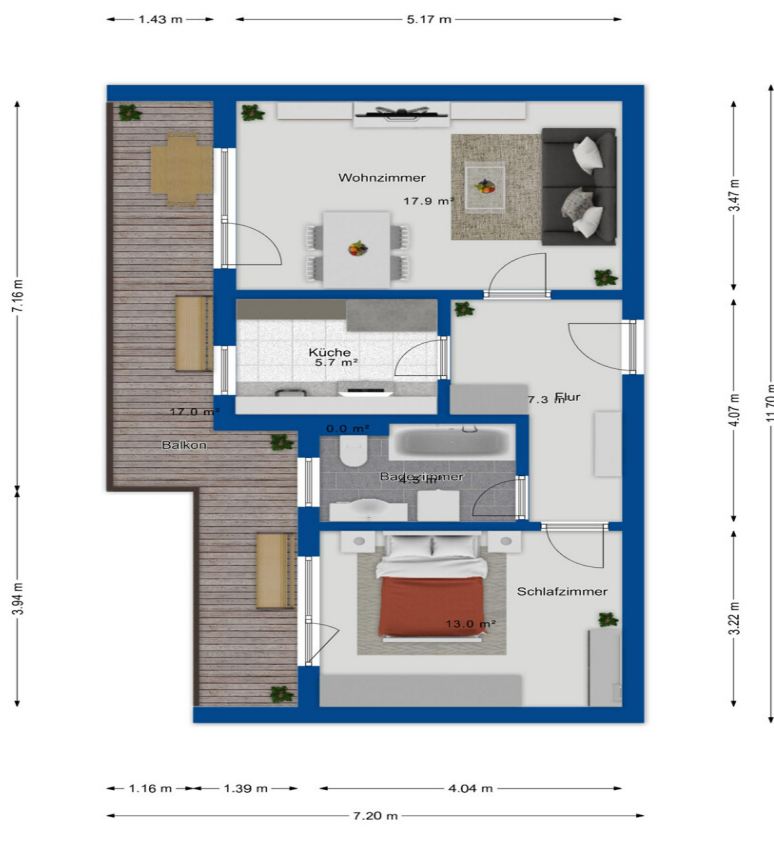 1.43 m
5.17 m
Wohnzimmer
17.9 m²
3.47 m
7.16 m
Küche
5.7 m²
11.70 m
4.07 m
Flur
7.3 m²
17.0 m²
0.0 m²
Balkon
Badezimmer
4.5 m²
3.94 m
Schlafzimmer
13.0 m²
3.22 m
1.16 m
1.39 m
4.04 m
7.20 m